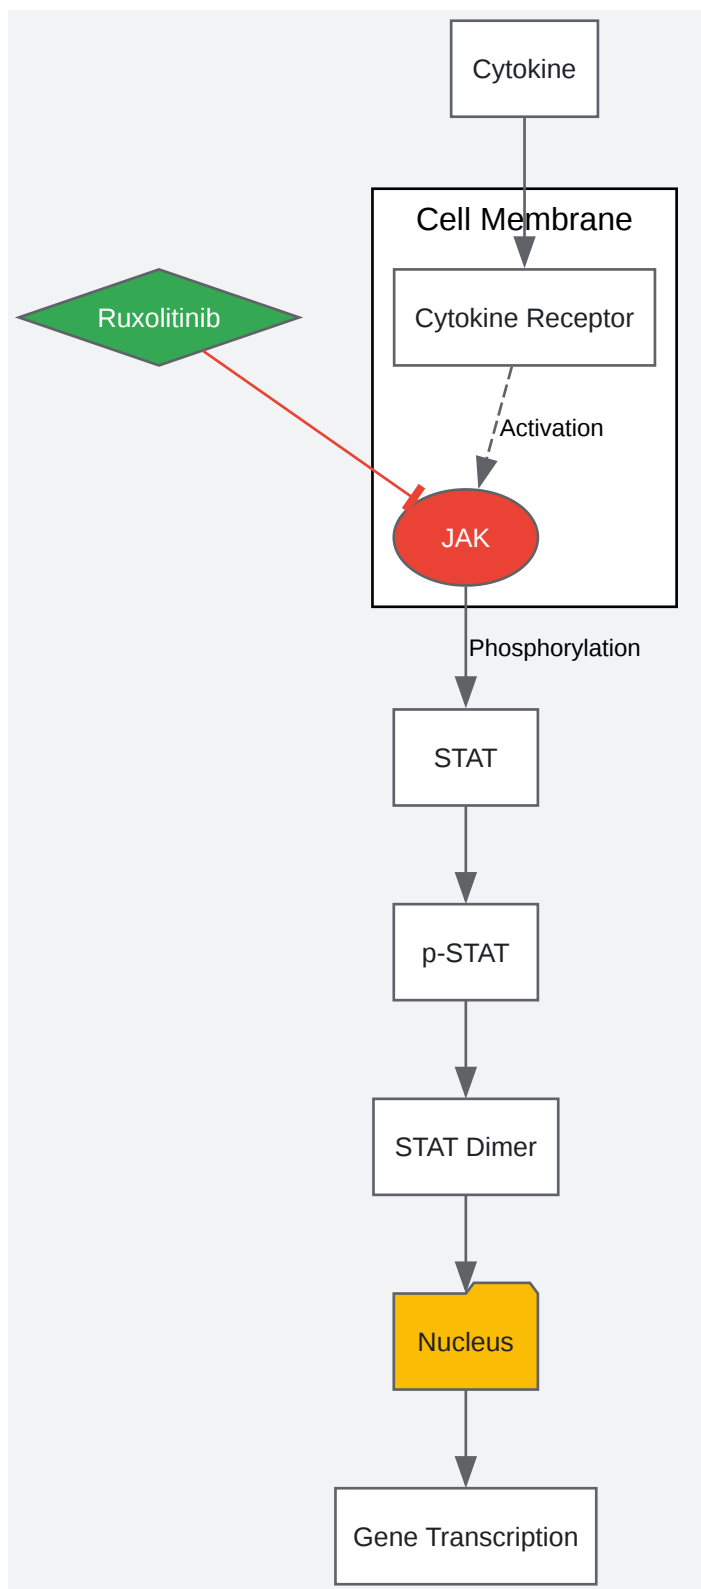 Cytokine
Cell Membrane
Ruxolitinib
Cytokine Receptor
Activation
JAK
Phosphorylation
STAT
p-STAT
STAT Dimer
Nucleus
Gene Transcription